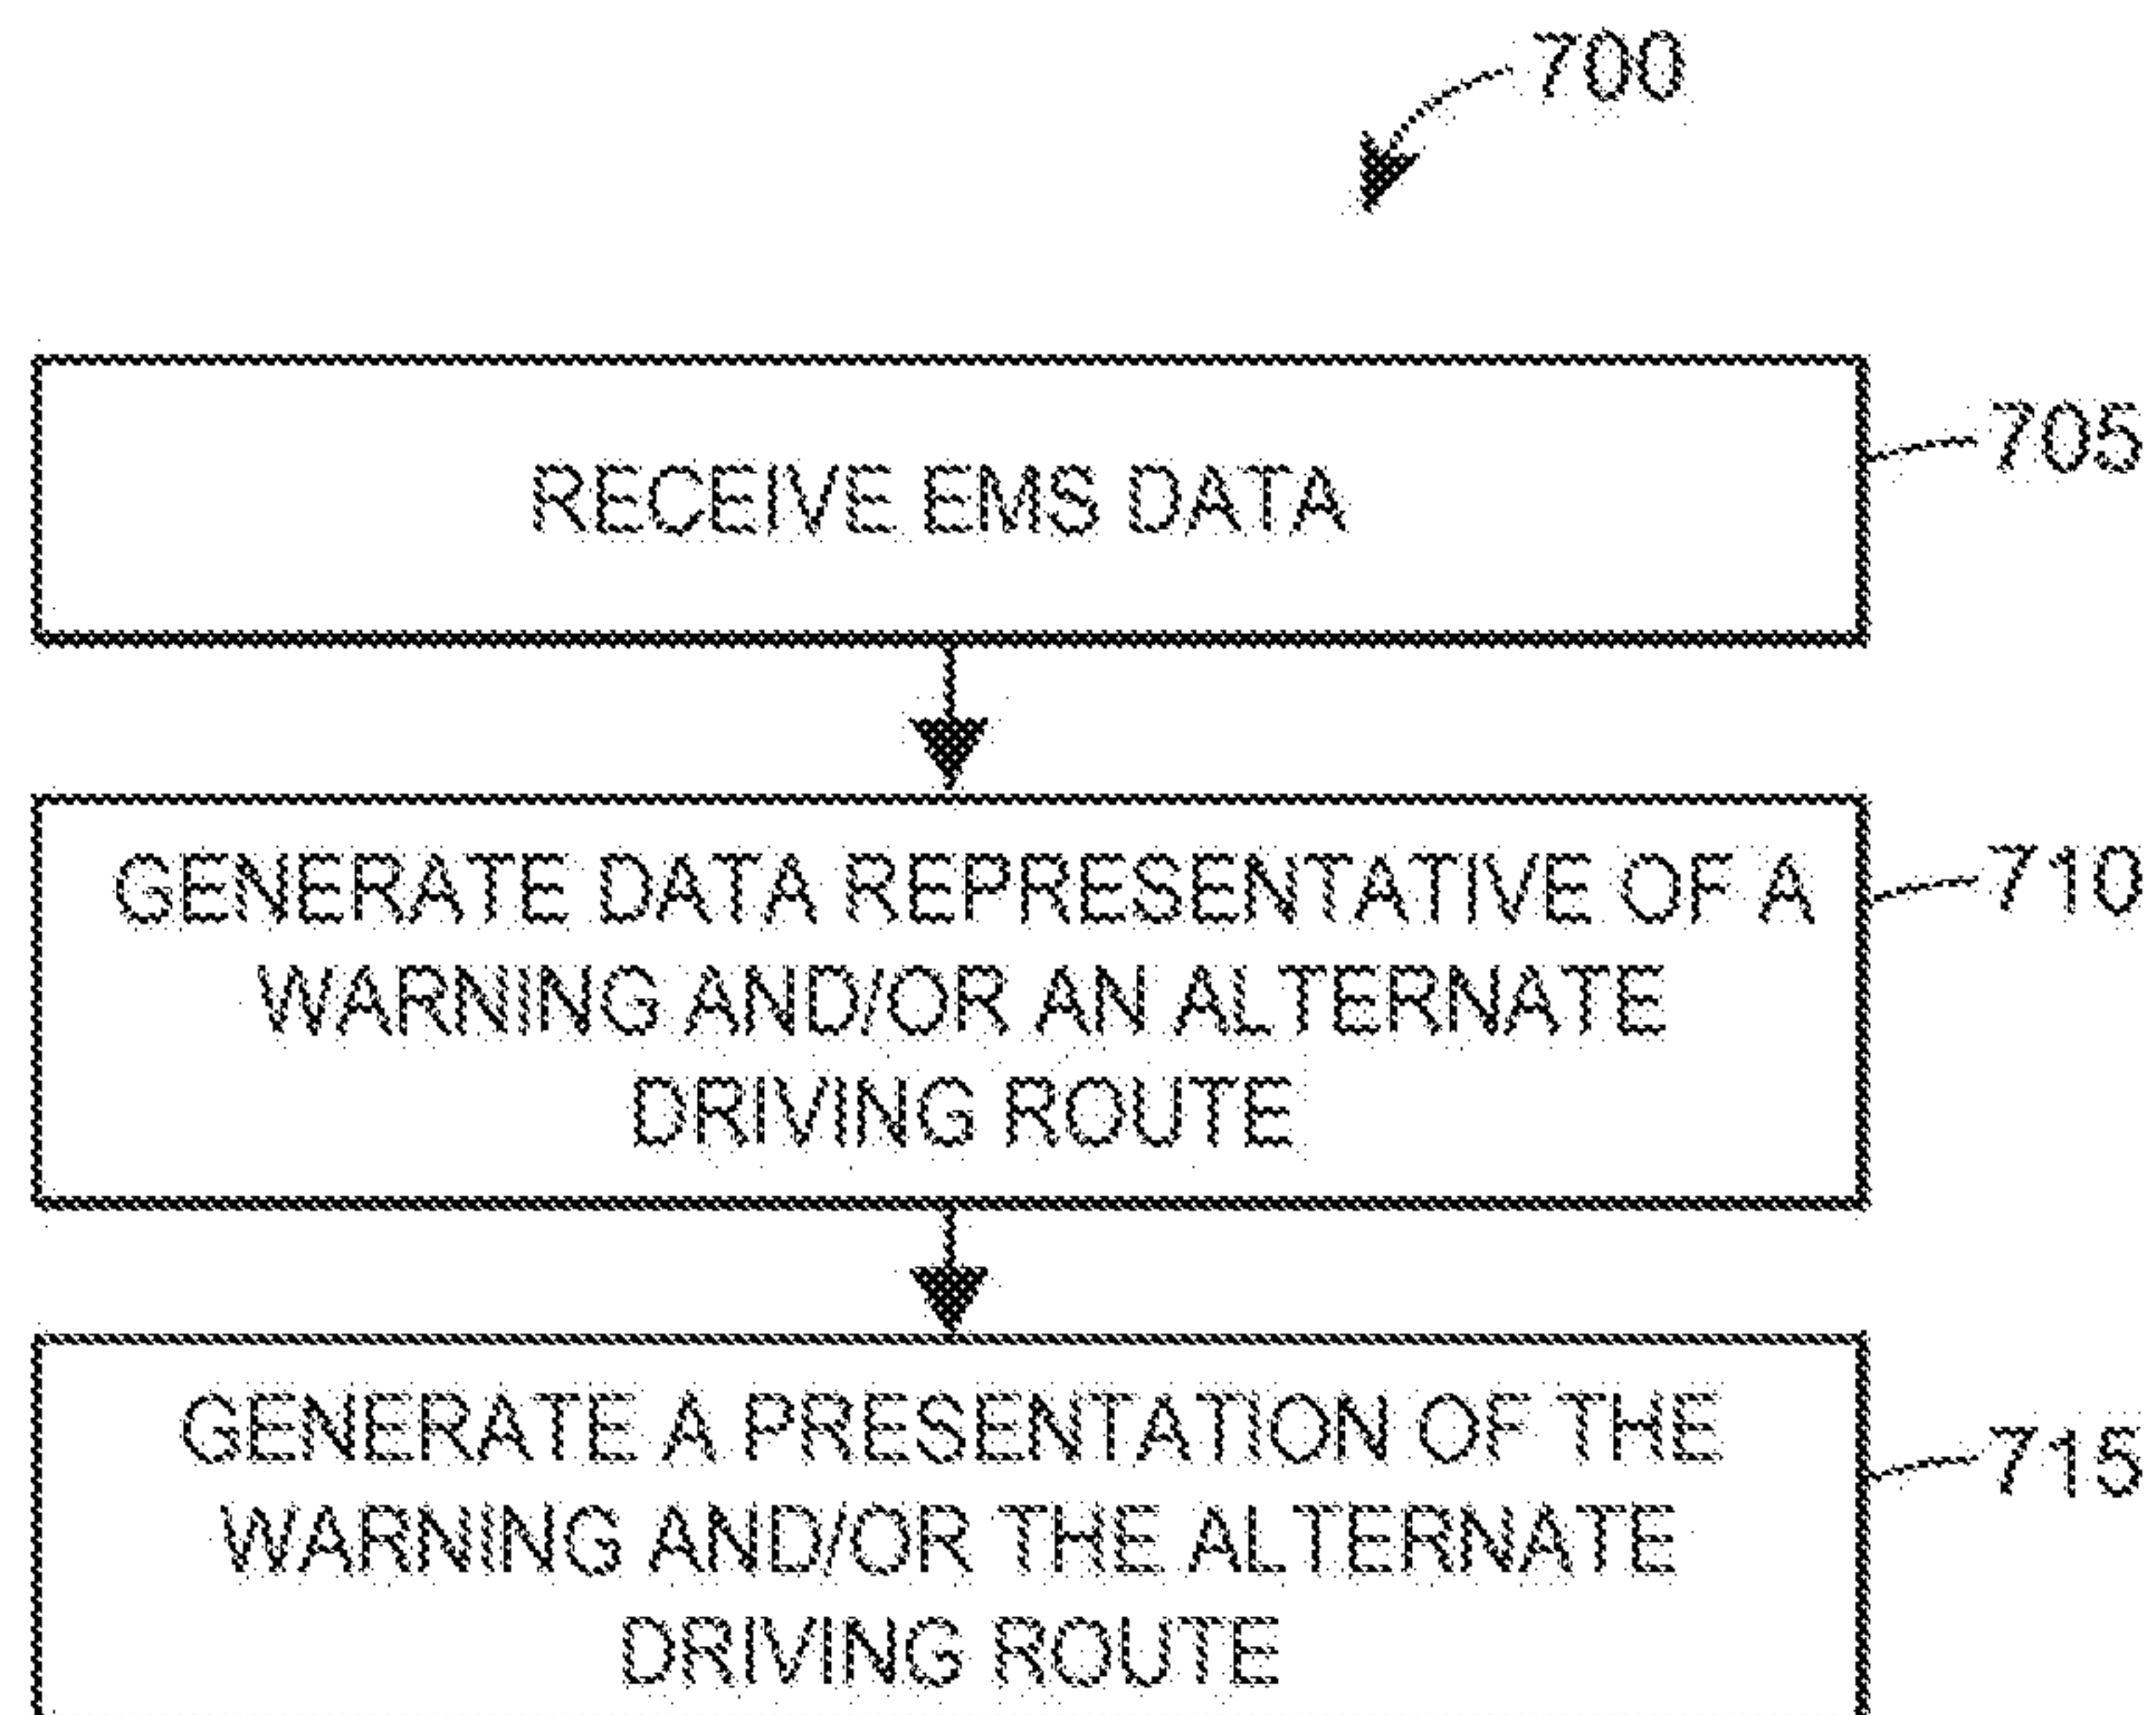 700
RECEIVE EMS DATA
705
GENERATE DATA REPRESENTATIVE OF A
WARNING AND/OR AN ALTERNATE
DRIVING ROUTE
710
GENERATE A PRESENTATION OF THE
WARNING AND/OR THE ALTERNATE
DRIVING ROUTE
715